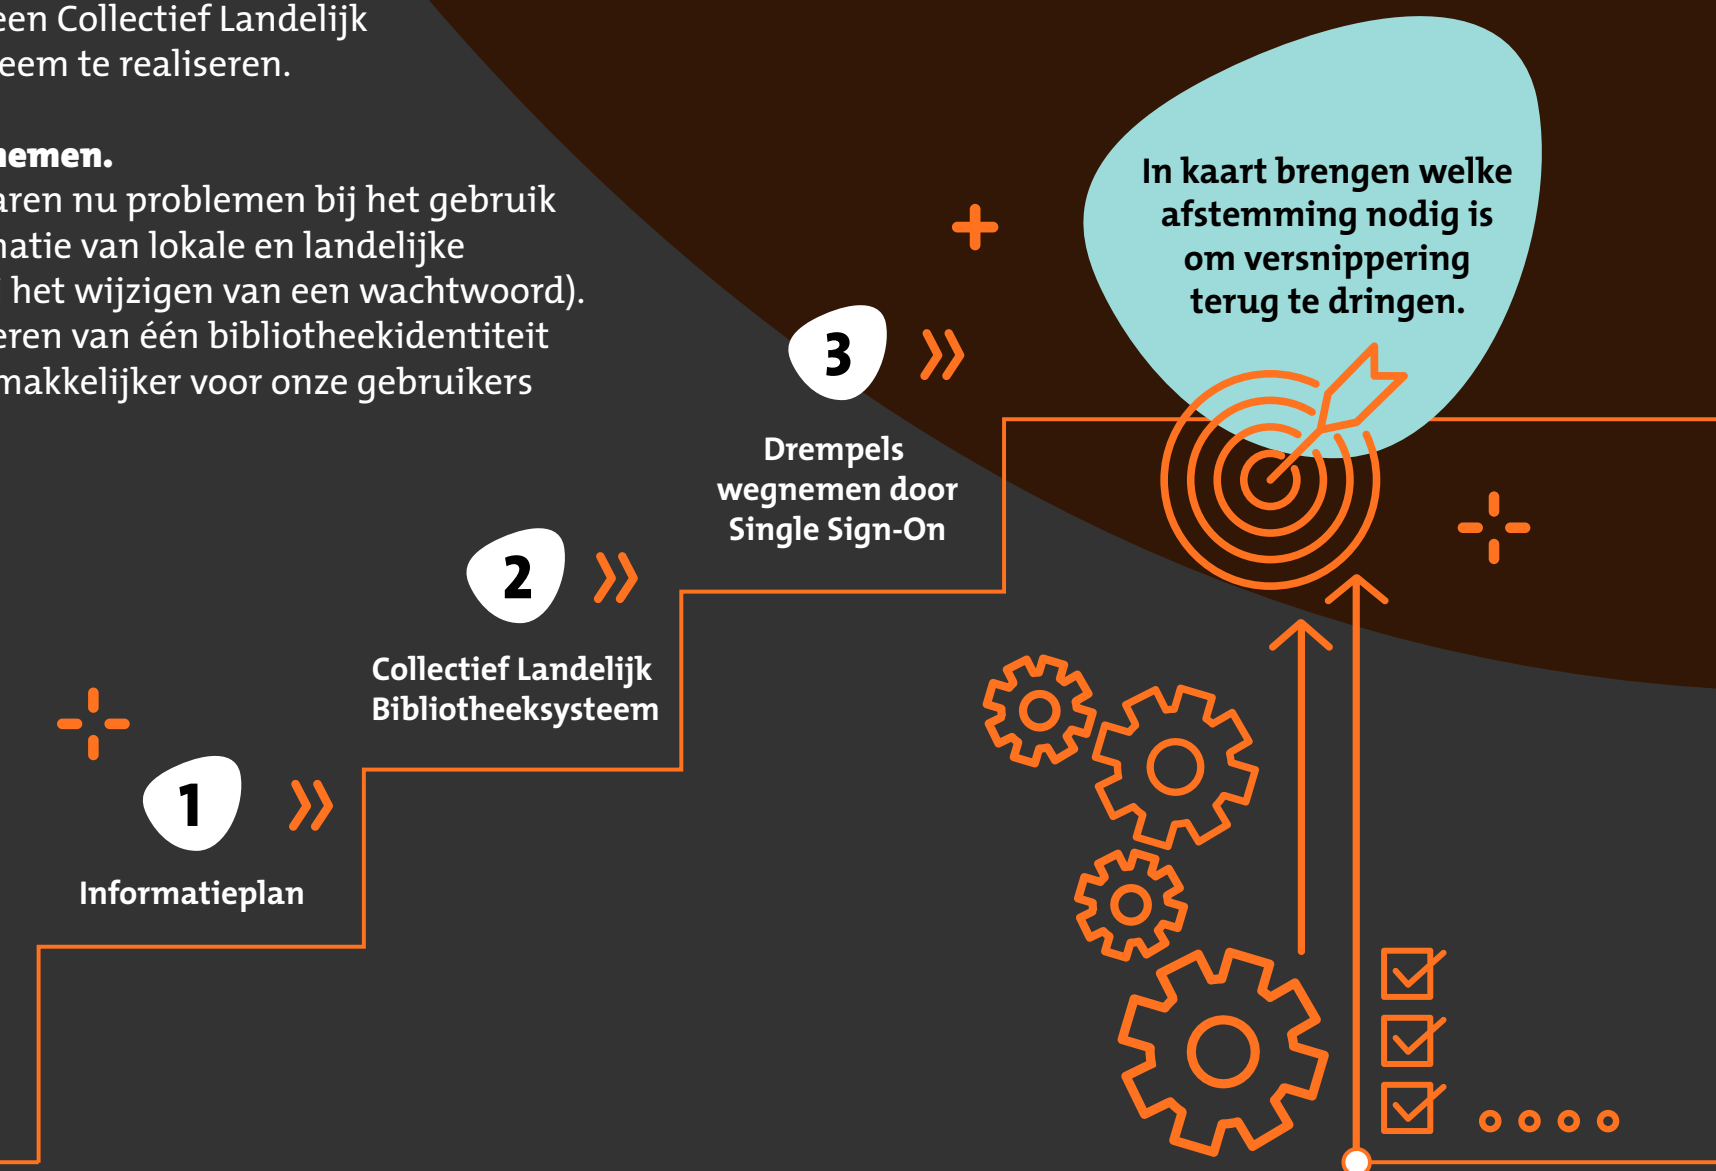 een Collectief Landelijk
eem te realiseren.
nemen.
aren nu problemen bij het gebruik
matie van lokale en landelijke
het wijzigen van een wachtwoord).
eren van één bibliotheekidentiteit
makkelijker voor onze gebruikers
In kaart brengen welke
afstemming nodig is
om versnippering
terug te dringen.
3
Drempels
wegnemen door
Single Sign-On
2
Collectief Landelijk
Bibliotheeksysteem
1
Informatieplan